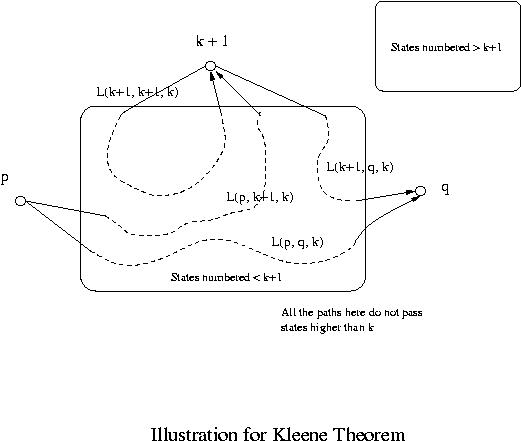 k + 1
States numbered > k+1
L(k+1, k+1, k)
L(k+1, q, k)
p
q
L(p, k+1, k)
L(p, q, k)
States numbered < k+1
All the paths here do not pass
states higher than k
Illustration for Kleene Theorem